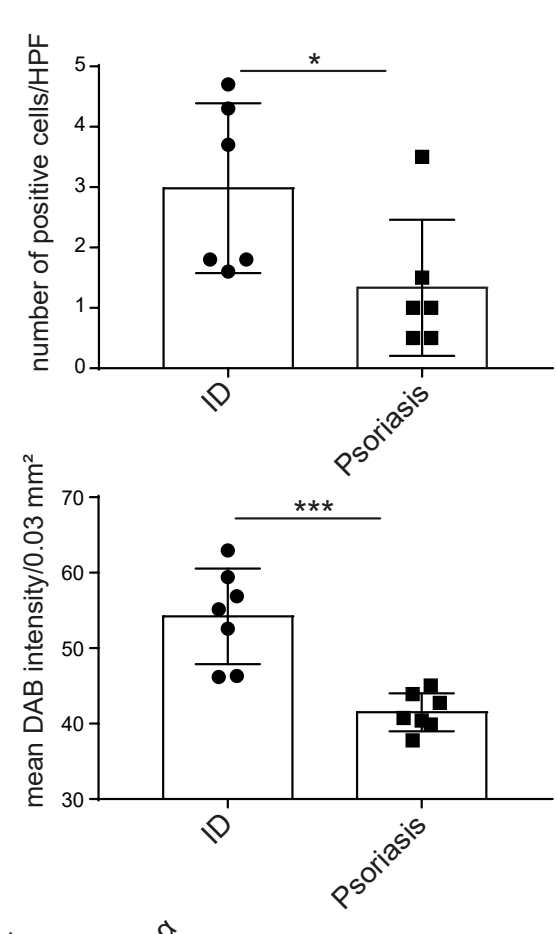 number of positive cells/HPF
5
4
3
2
1
0
*
ID
Psoriasis
mean DAB intensity/0.03 mm²
70
60
50
40
30
***
ID
Psoriasis
α